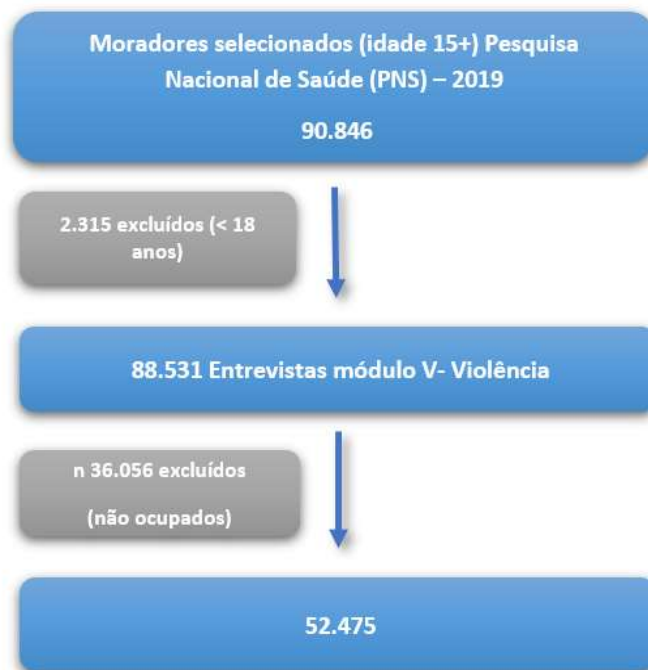 Moradores selecionados (idade 15+) Pesquisa
Nacional de Saúde (PNS) – 2019
90.846
2.315 excluídos (< 18
anos)
88.531 Entrevistas módulo V- Violência
n 36.056 excluídos
(não ocupados)
52.475